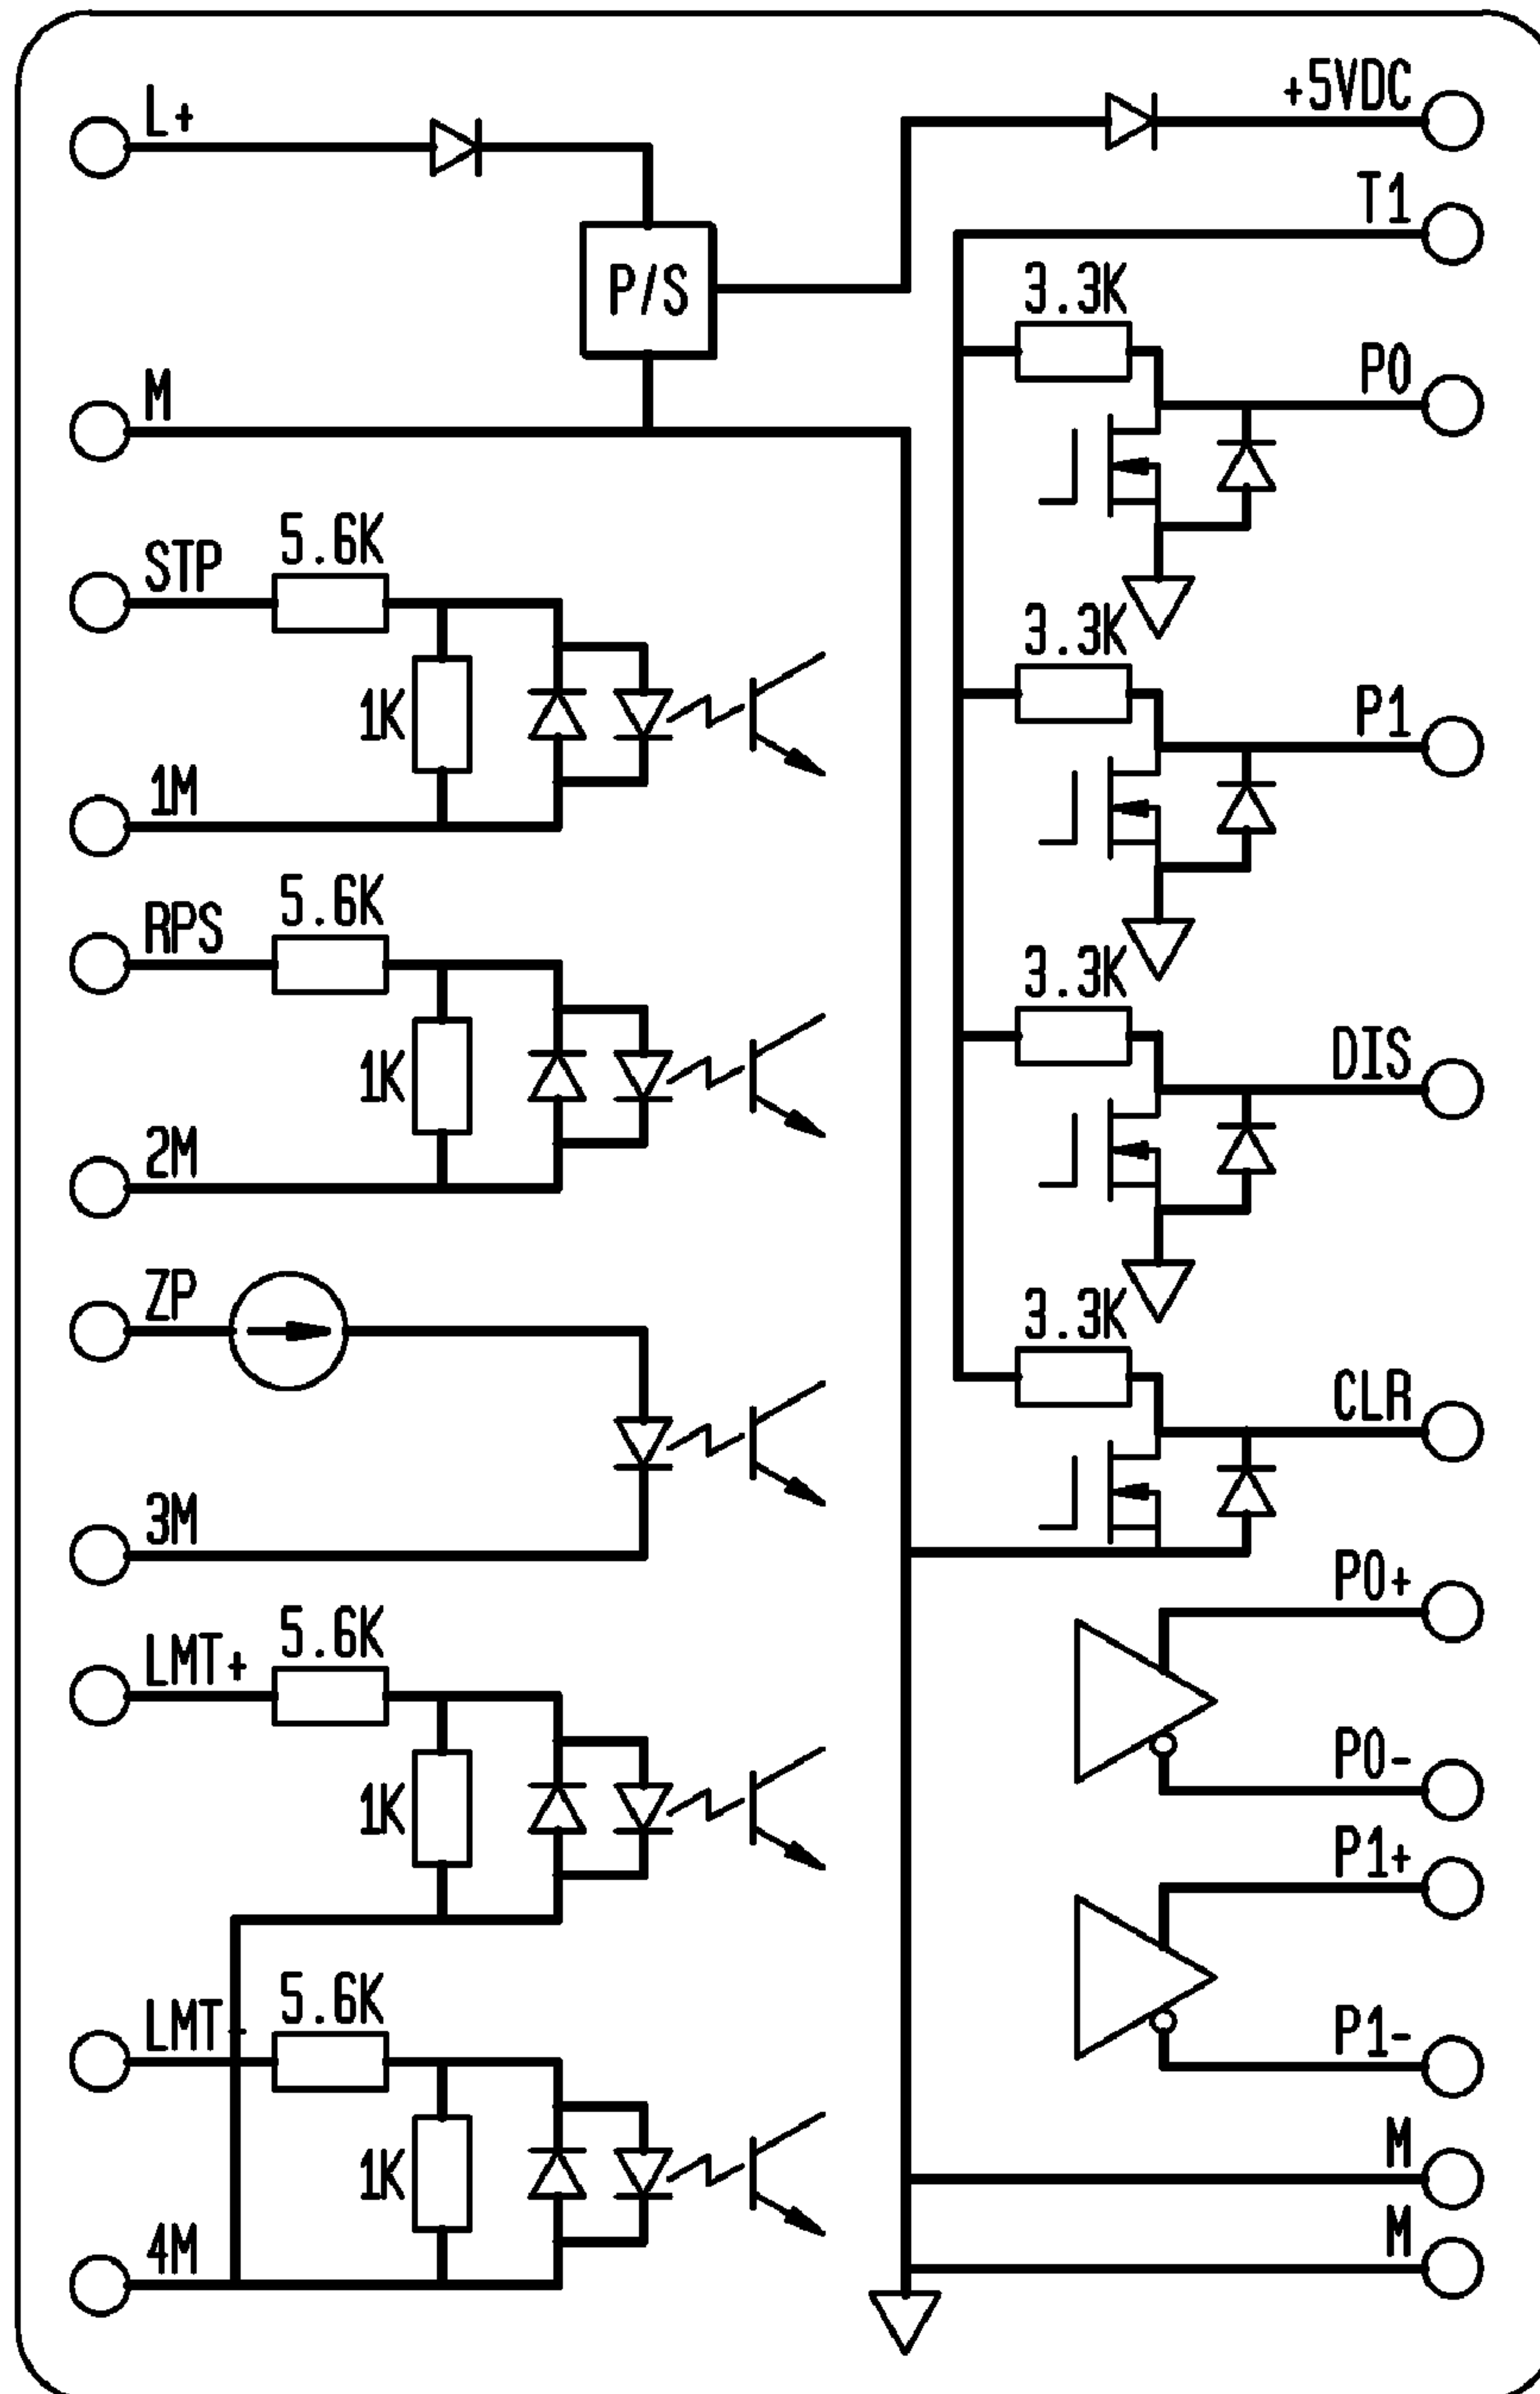 L+
P/S
M
STP
5.6K
1K
1M
RPS
5.6K
1K
2M
ZP
3M
LMT+
5.6K
1K
LMT-
5.6K
1K
4M
+5VDC
T1
3.3K
P0
3.3K
P1
3.3K
DIS
3.3K
CLR
P0+
P0-
P1+
P1-
M
M